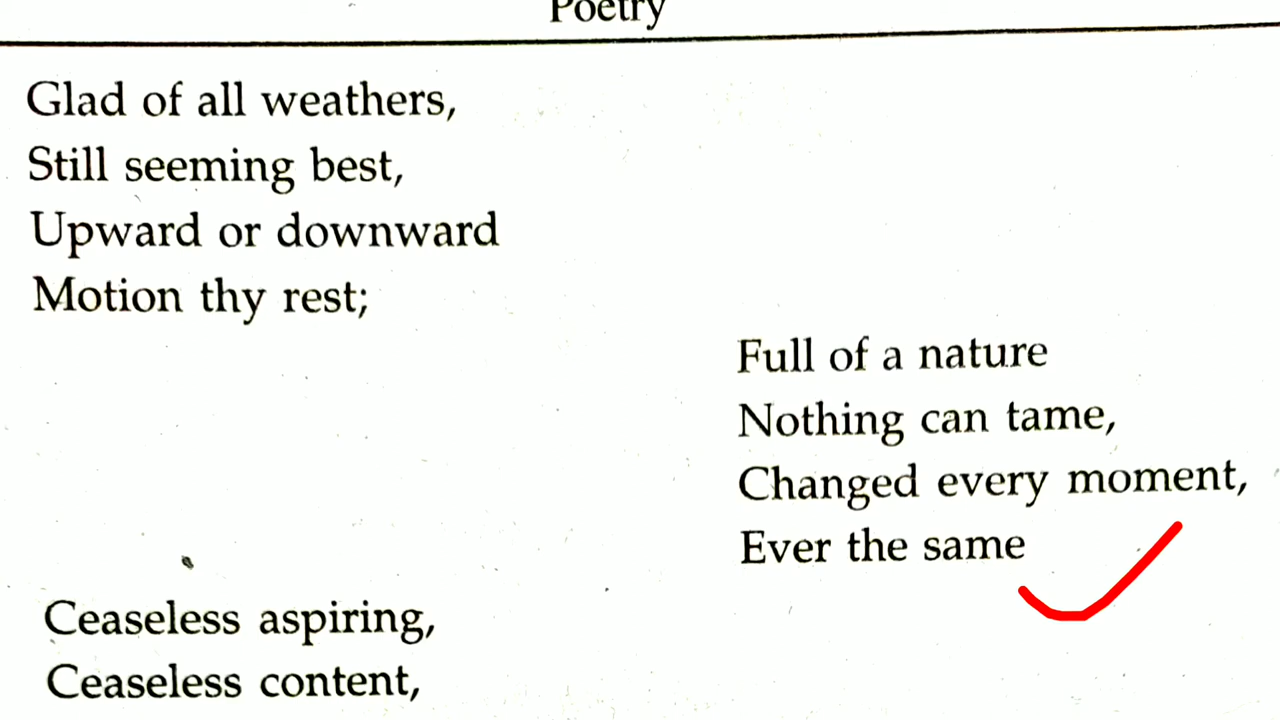 Poetry
Glad of all weathers,
Still seeming best,
Upward or downward
Motion thy rest;
Full of a nature
Nothing can tame,
Changed every moment,
Ever the same
Ceaseless aspiring,
Ceaseless content,